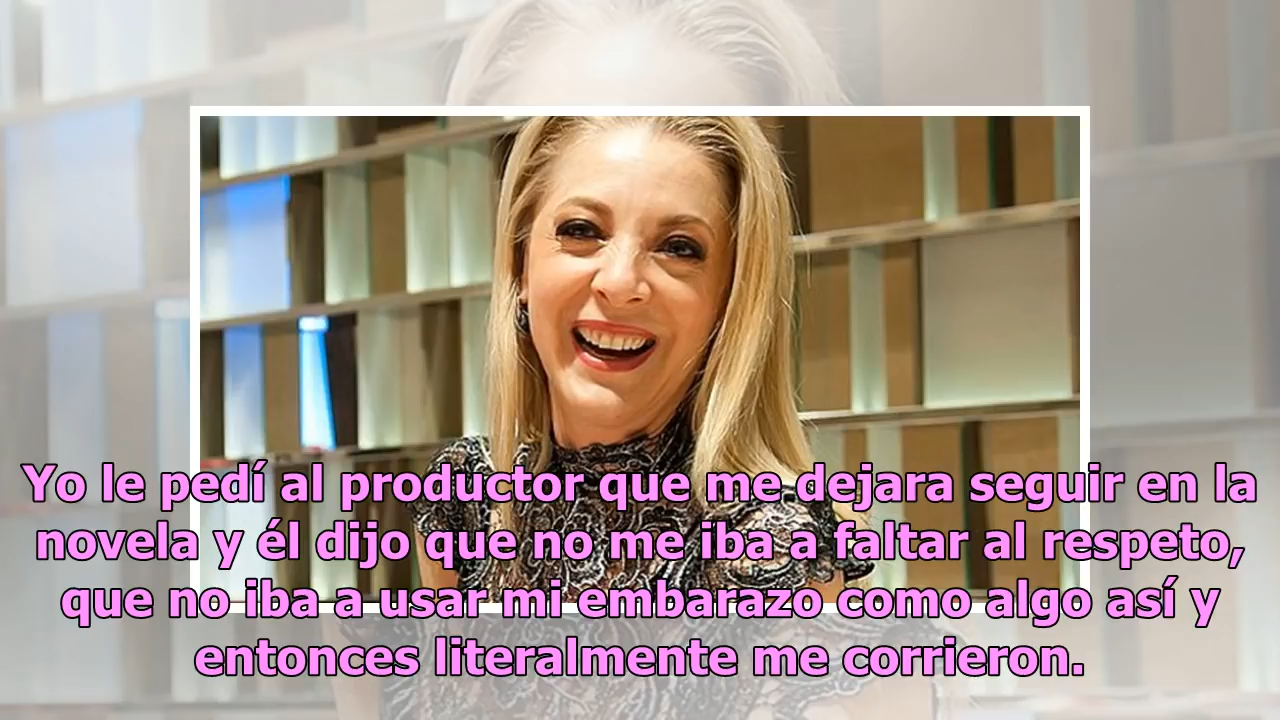 Yo le pedí al productor que me dejara seguir en la
novela y él dijo que no me iba a faltar al respeto,
que no iba a usar mi embarazo como algo así y
entonces literalmente me corrieron.